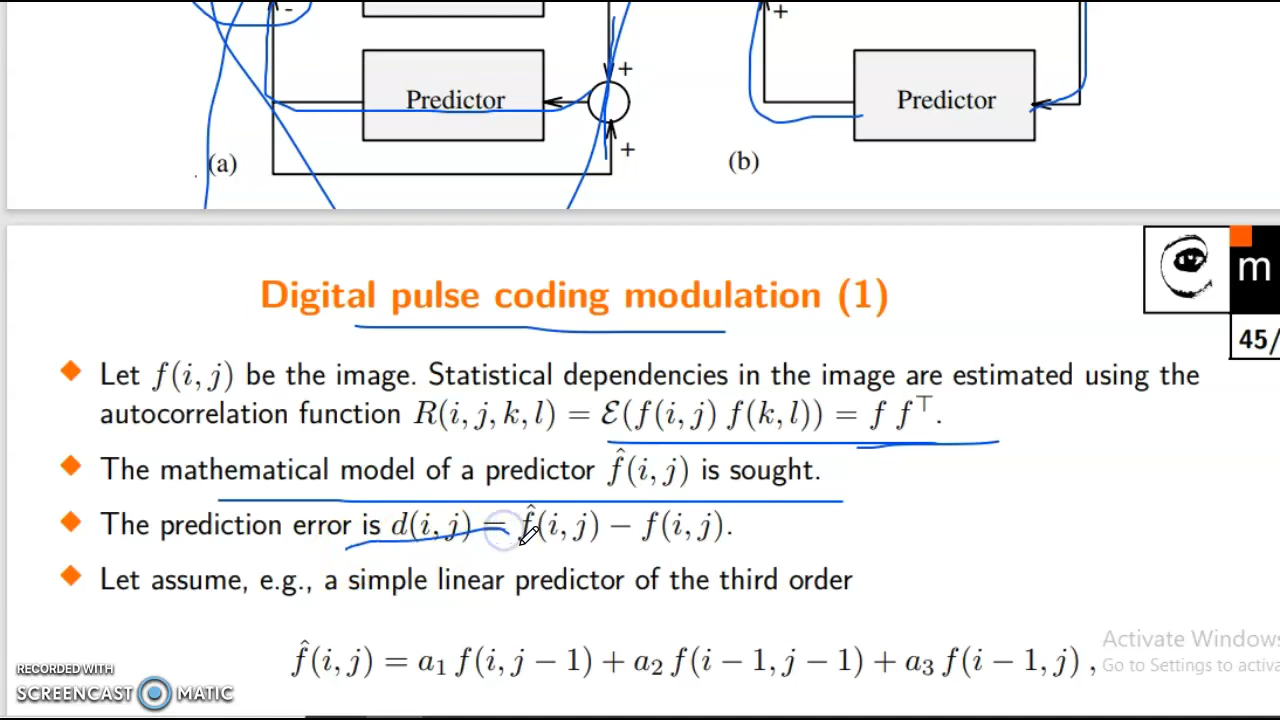 -
+
Predictor
+
Predictor
+
(a)
(b)
Digital pulse coding modulation (1)
m
45/
◆ Let f(i, j) be the image. Statistical dependencies in the image are estimated using the
autocorrelation function R(i, j, k, l) = ℰ(f(i, j) f(k, l)) = f f⊤.
◆ The mathematical model of a predictor f̂(i, j) is sought.
◆ The prediction error is d(i, j) = f̂(i, j) − f(i, j).
◆ Let assume, e.g., a simple linear predictor of the third order
f̂(i, j) = a₁ f(i, j − 1) + a₂ f(i − 1, j − 1) + a₃ f(i − 1, j) ,
Activate Windows
Go to Settings to activa
RECORDED WITH
SCREENCAST MATIC